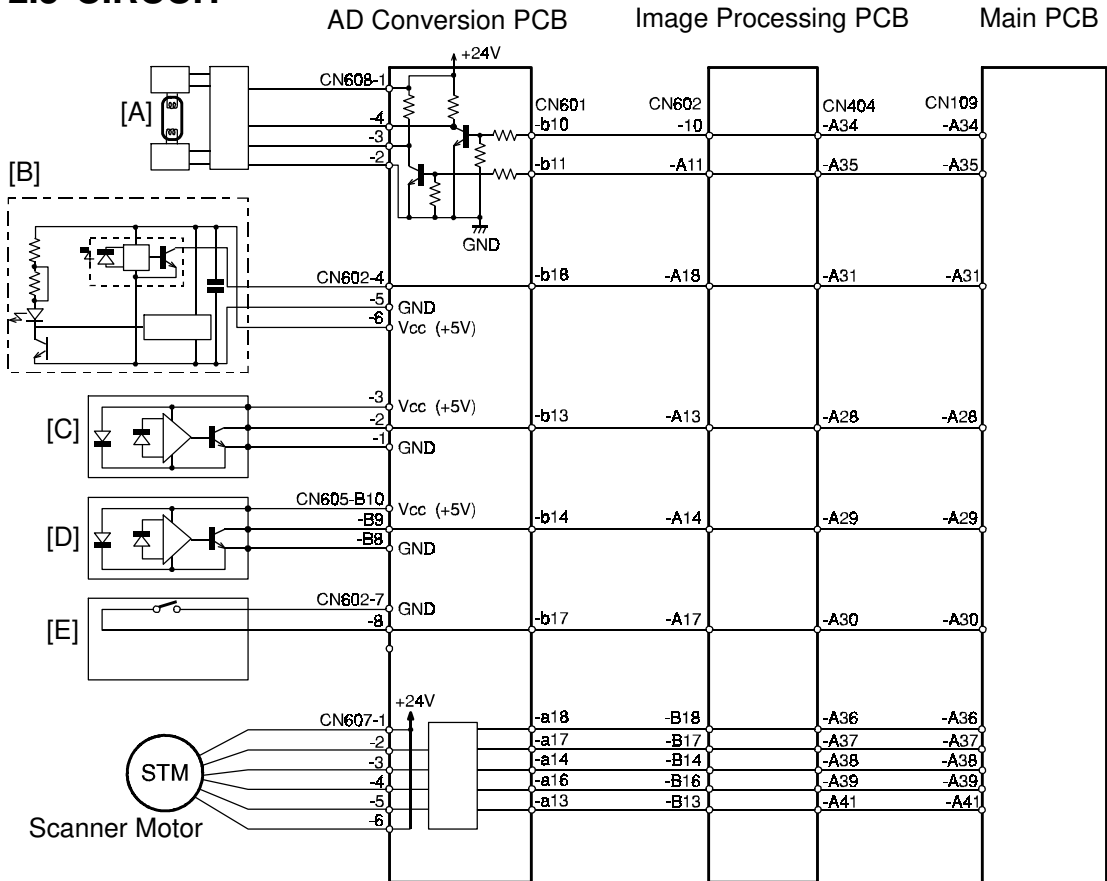 AD Conversion PCB Image Processing PCB Main PCB
+24V
CN608-1
CN601 CN602 CN404 CN109
[A] -4 -b10 -10 -A34 -A34
-3
-2 -b11 -A11 -A35 -A35
[B]
GND
CN602-4 -b18 -A18 -A31 -A31
-5 GND
-6 Vcc (+5V)
-3 Vcc (+5V)
[C] -2 -b13 -A13 -A28 -A28
-1 GND
CN605-B10 Vcc (+5V)
[D] -B9 -b14 -A14 -A29 -A29
-B8 GND
CN602-7 GND
[E] -8 -b17 -A17 -A30 -A30
+24V
CN607-1 -a18 -B18 -A36 -A36
-2 -a17 -B17 -A37 -A37
STM -3 -a14 -B14 -A38 -A38
-4 -a16 -B16 -A39 -A39
-5 -a13 -B13 -A41 -A41
-6
Scanner Motor